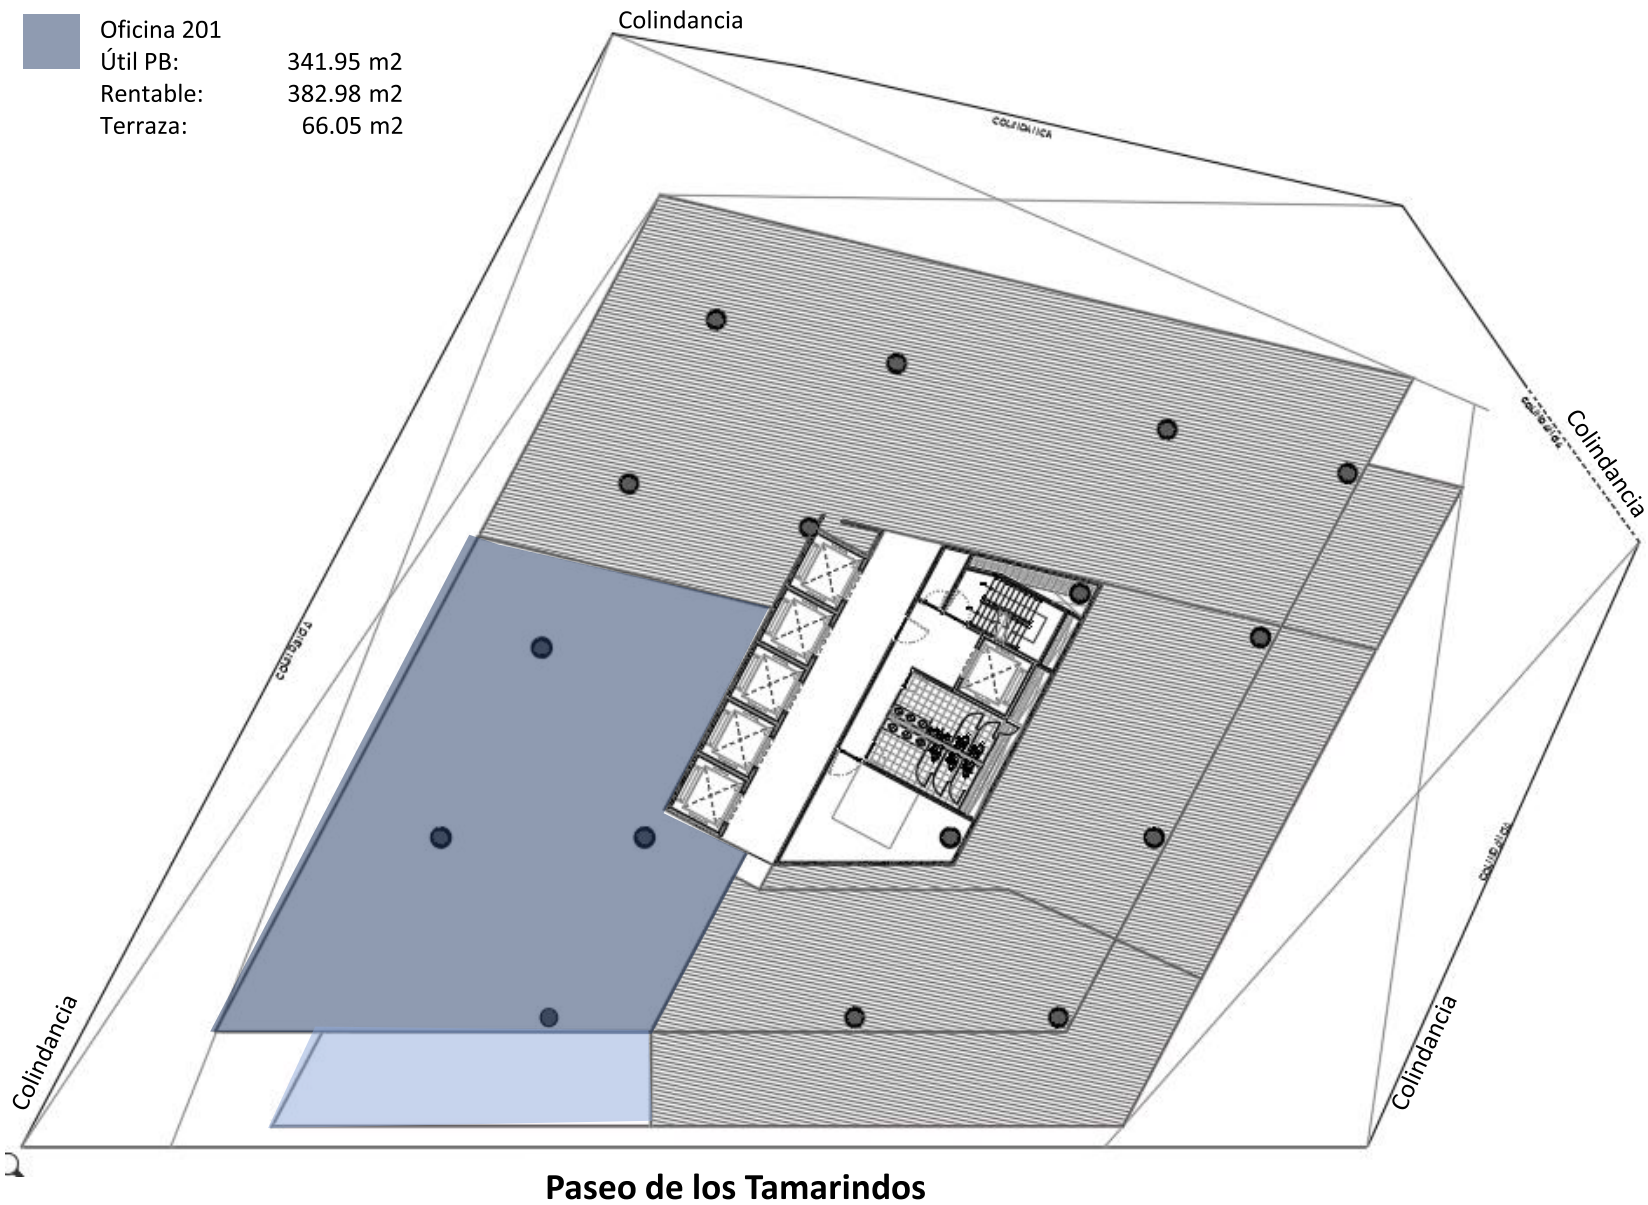 Colindancia
Oficina 201
Útil PB: 341.95 m2
Rentable: 382.98 m2
Terraza: 66.05 m2
Colindancia
Colindancia
Colindancia
Paseo de los Tamarindos